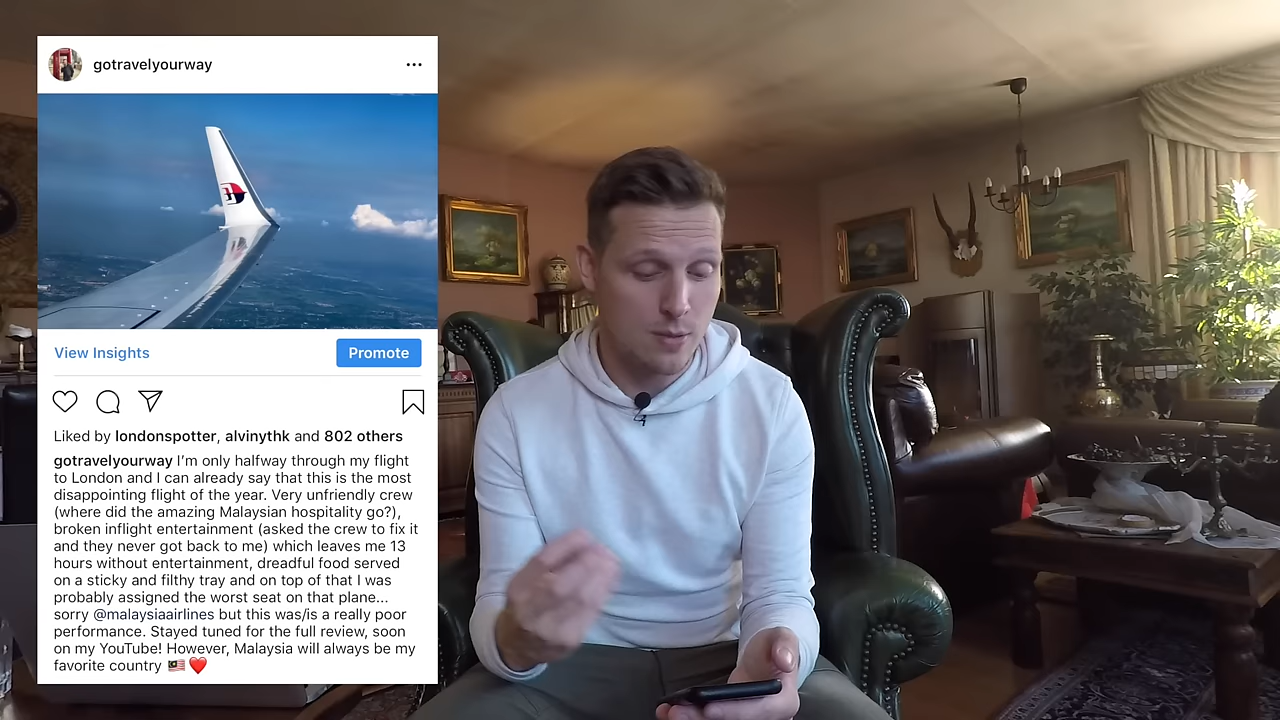 gotravelyourway
View Insights
Promote
Liked by londonspotter, alvinythk and 802 others
gotravelyourway I'm only halfway through my flight
to London and I can already say that this is the most
disappointing flight of the year. Very unfriendly crew
(where did the amazing Malaysian hospitality go?),
broken inflight entertainment (asked the crew to fix it
and they never got back to me) which leaves me 13
hours without entertainment, dreadful food served
on a sticky and filthy tray and on top of that I was
probably assigned the worst seat on that plane...
sorry @malaysiaairlines but this was/is a really poor
performance. Stayed tuned for the full review, soon
on my YouTube! However, Malaysia will always be my
favorite country 🇲🇾❤️